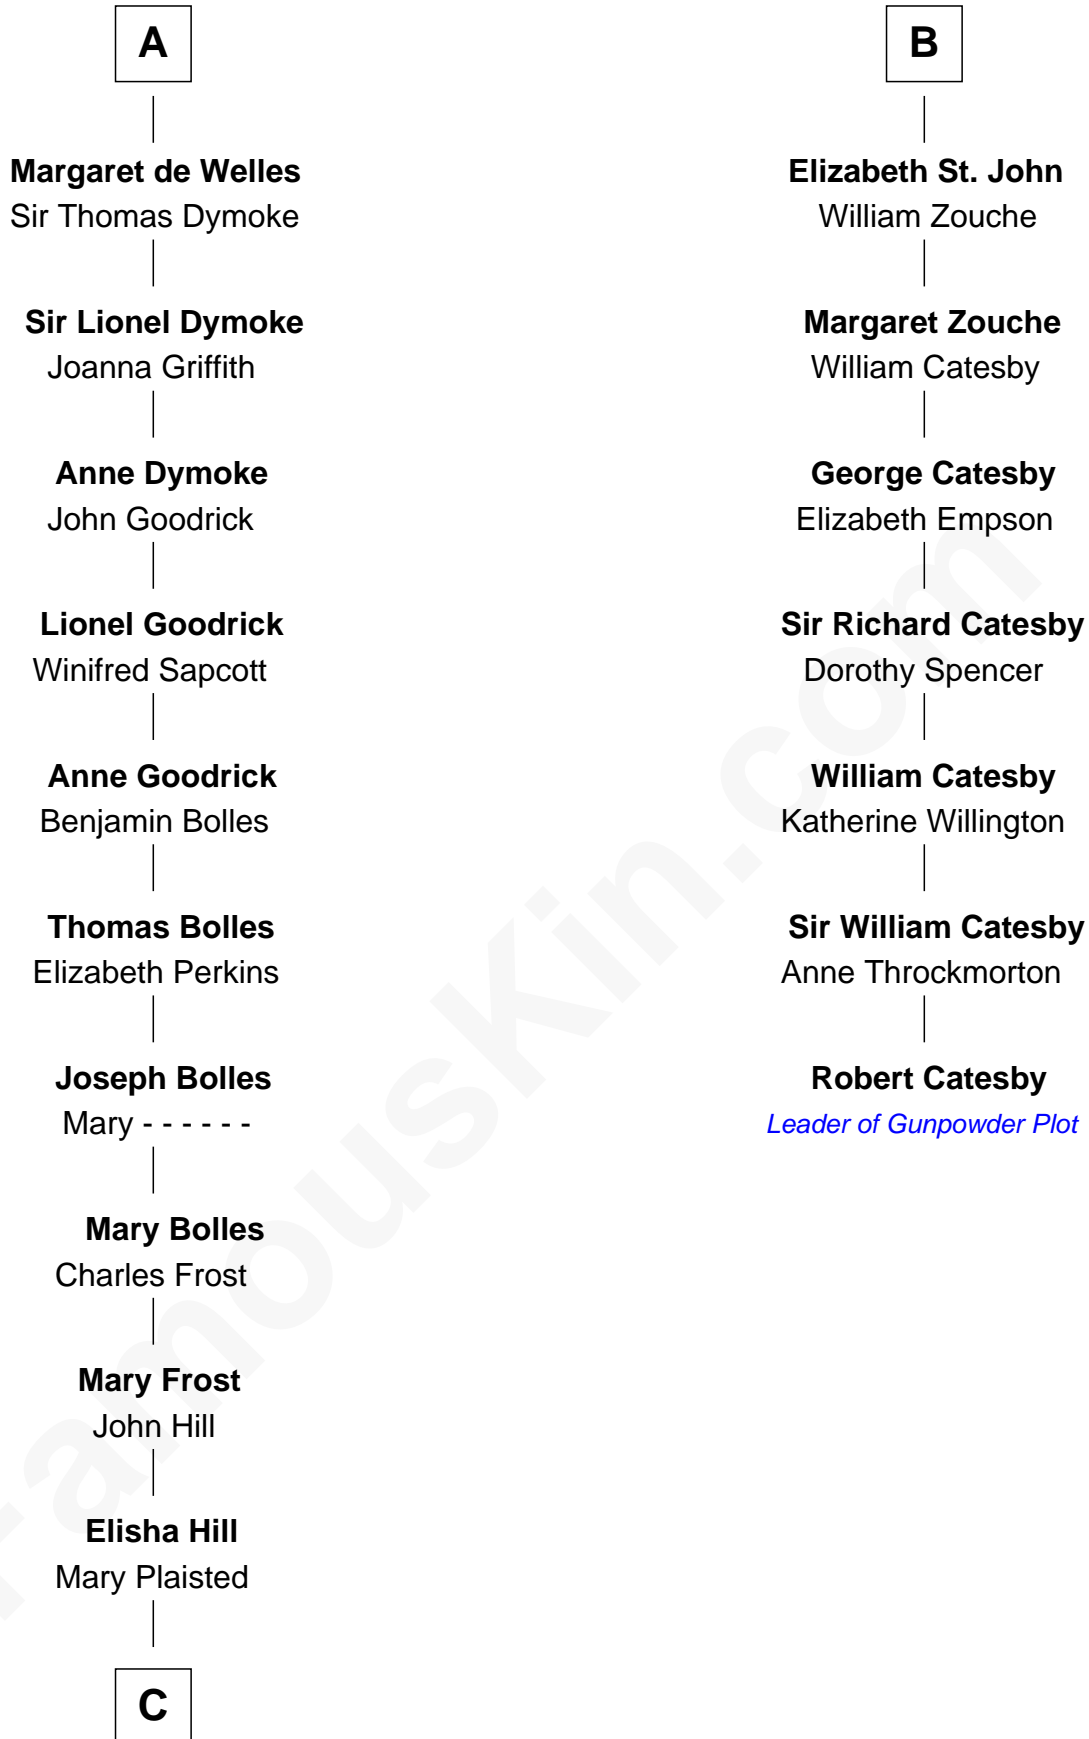 A
Margaret de Welles
Sir Thomas Dymoke
Sir Lionel Dymoke
Joanna Griffith
Anne Dymoke
John Goodrick
Lionel Goodrick
Winifred Sapcott
Anne Goodrick
Benjamin Bolles
Thomas Bolles
Elizabeth Perkins
Joseph Bolles
Mary - - - - - -
Mary Bolles
Charles Frost
Mary Frost
John Hill
Elisha Hill
Mary Plaisted
C
B
Elizabeth St. John
William Zouche
Margaret Zouche
William Catesby
George Catesby
Elizabeth Empson
Sir Richard Catesby
Dorothy Spencer
William Catesby
Katherine Willington
Sir William Catesby
Anne Throckmorton
Robert Catesby
Leader of Gunpowder Plot
FamousKin.com